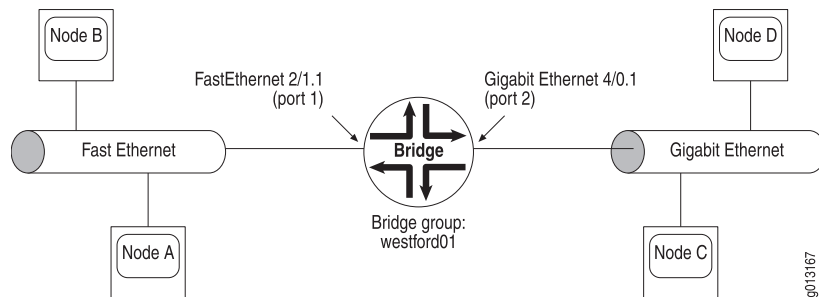 Node B
Node D
FastEthernet 2/1.1
(port 1)
Gigabit Ethernet 4/0.1
(port 2)
Fast Ethernet
Bridge
Gigabit Ethernet
Bridge group:
westford01
Node A
Node C
g013167